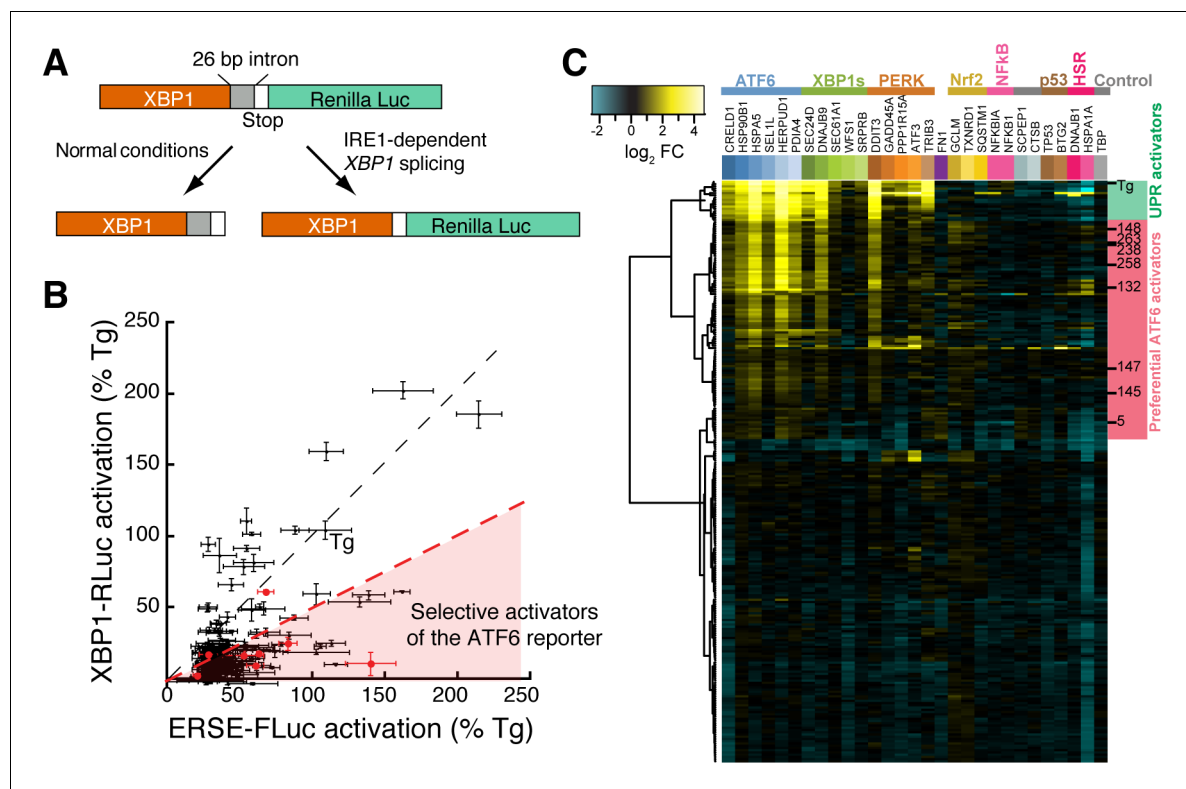 A
26 bp intron
XBP1
Renilla Luc
Stop
Normal conditions
IRE1-dependent
XBP1 splicing
XBP1
XBP1
Renilla Luc
B
250
200
150
100
50
0
50
100
150
200
250
XBP1-RLuc activation (% Tg)
ERSE-FLuc activation (% Tg)
Tg
Selective activators
of the ATF6 reporter
C
-2 0 2 4
log2 FC
ATF6 XBP1s PERK Nrf2 NFkB p53 HSR Control
CRELD1
HSP90B1
HSPA5
SEL1L
HERPUD1
PDIA4
SEC24D
DNAJB9
SEC61A1
WFS1
SRPRB
DDIT3
GADD45A
PPP1R15A
ATF3
TRIB3
FN1
GCLM
TXNRD1
SQSTM1
NFKBIA
NFRKB1
SCPEP1
CTSB
TP53
BTG2
DNAJB1
HSPA1A
TBP
Tg
148
263
238
258
132
147
145
5
UPR activators
Preferential ATF6 activators